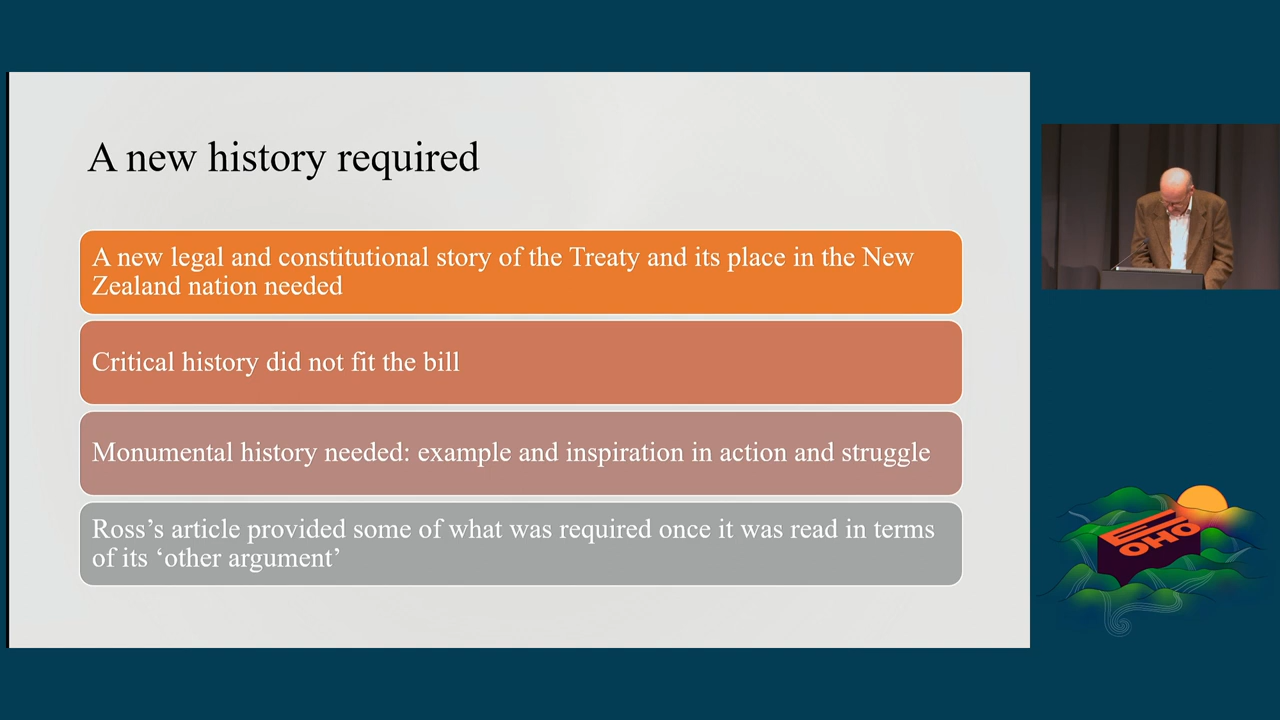 A new history required
A new legal and constitutional story of the Treaty and its place in the New
Zealand nation needed
Critical history did not fit the bill
Monumental history needed: example and inspiration in action and struggle
Ross’s article provided some of what was required once it was read in terms
of its ‘other argument’
E
OHO